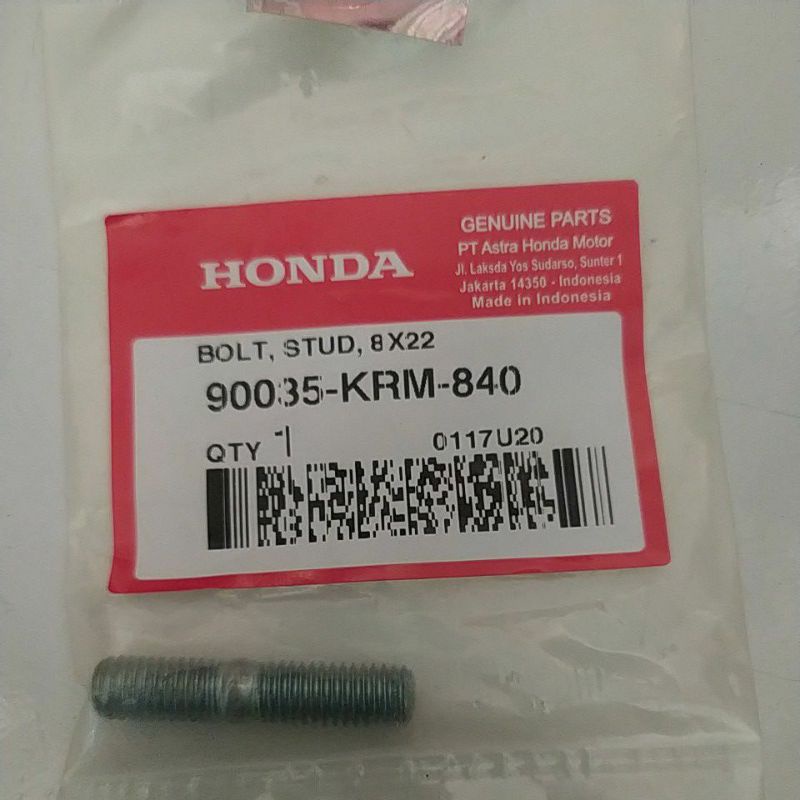 HONDA
GENUINE PARTS
PT Astra Honda Motor
Jl. Laksda Yos Sudarso, Sunter 1
Jakarta 14350 - Indonesia
Made in Indonesia
BOLT, STUD, 8X22
90035-KRM-840
QTY 1
0117U20